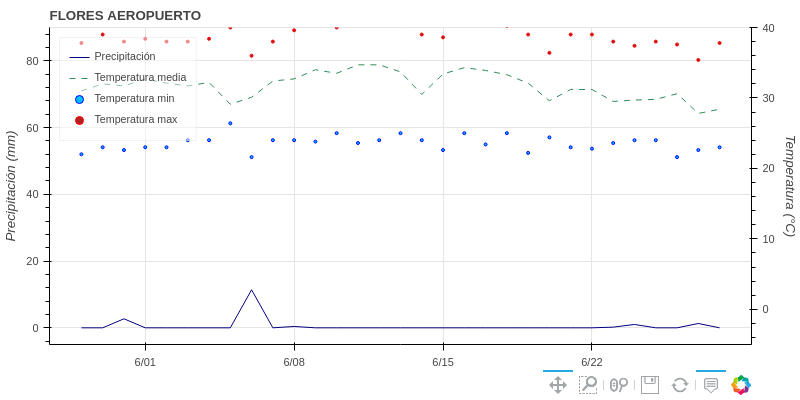 FLORES AEROPUERTO
Precipitación
Temperatura media
Temperatura min
Temperatura max
Precipitación (mm)
80
60
40
20
0
40
30
20
10
0
Temperatura (°C)
6/01
6/08
6/15
6/22